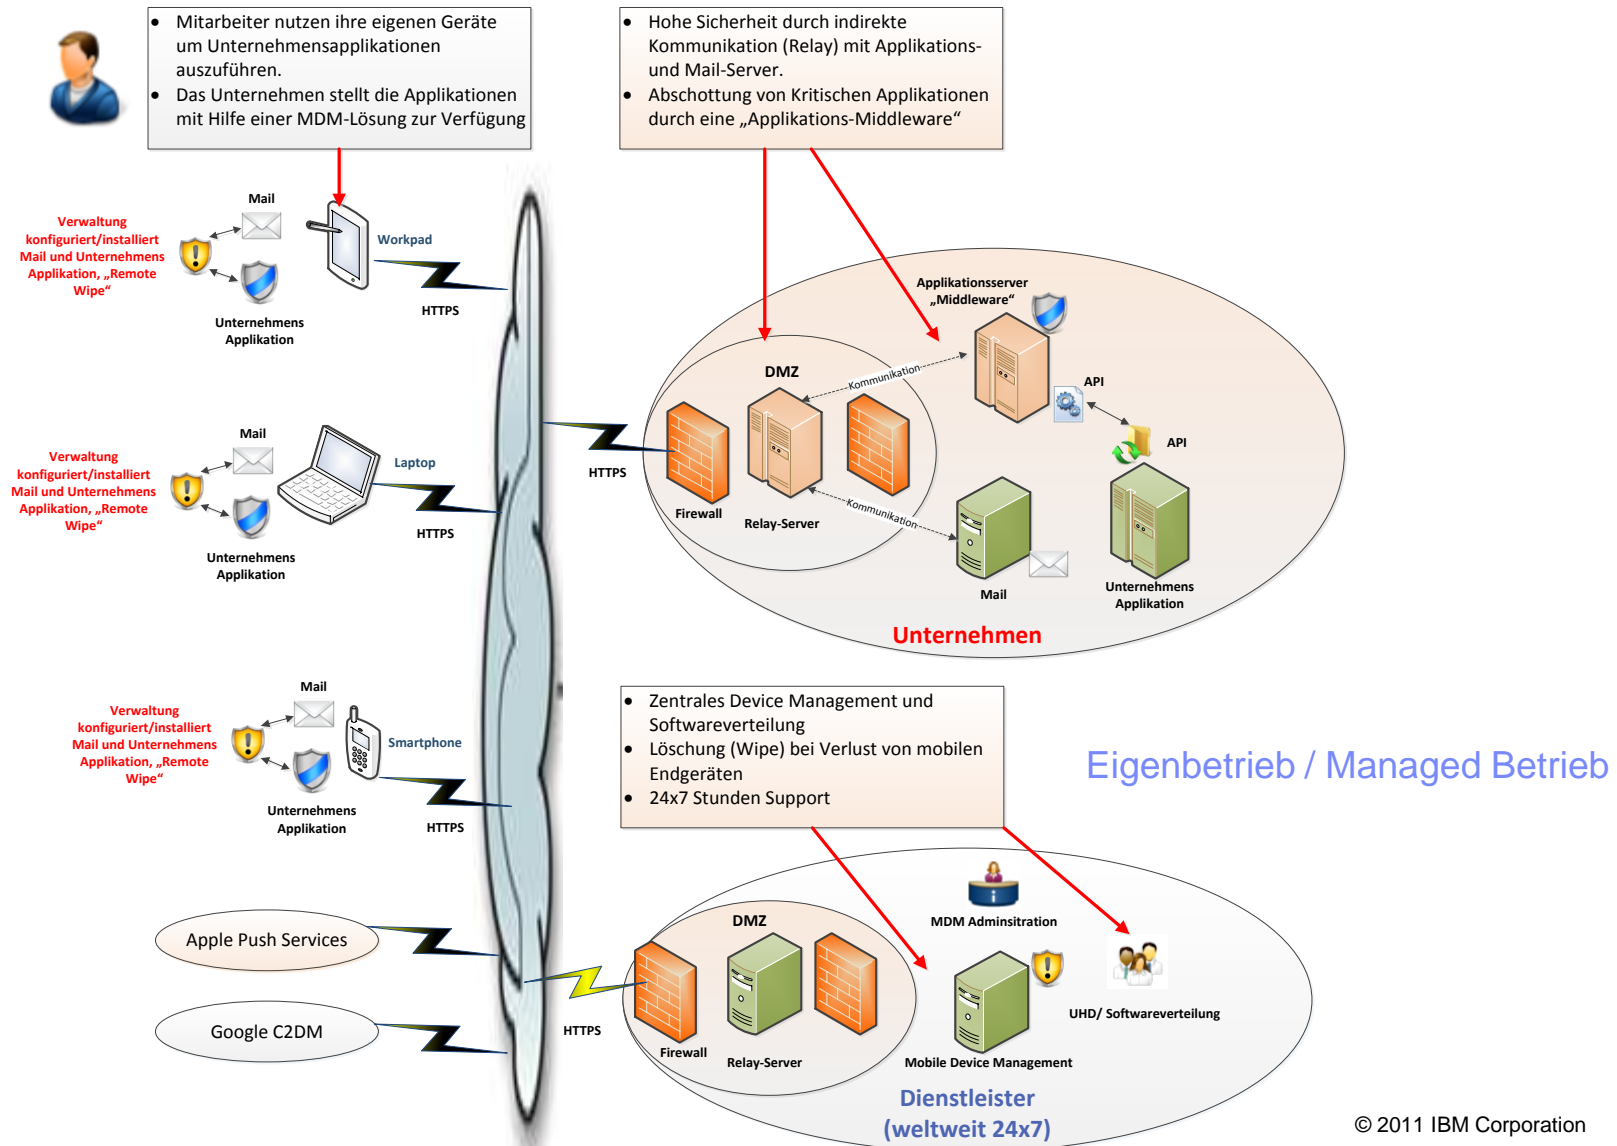 • Mitarbeiter nutzen ihre eigenen Geräte
um Unternehmensapplikationen
auszuführen.
• Das Unternehmen stellt die Applikationen
mit Hilfe einer MDM-Lösung zur Verfügung
• Hohe Sicherheit durch indirekte
Kommunikation (Relay) mit Applikations-
und Mail-Server.
• Abschottung von Kritischen Applikationen
durch eine „Applikations-Middleware“
Mail
Verwaltung
konfiguriert/installiert
Mail und Unternehmens
Applikation, „Remote
Wipe“
Workpad
HTTPS
Unternehmens
Applikation
Applikationsserver
„Middleware“
DMZ
Kommunikation
API
API
Mail
Verwaltung
konfiguriert/installiert
Mail und Unternehmens
Applikation, „Remote
Wipe“
Laptop
HTTPS
Unternehmens
Applikation
HTTPS
Firewall
Relay-Server
Kommunikation
Mail
Unternehmens
Applikation
Unternehmen
Mail
Verwaltung
konfiguriert/installiert
Mail und Unternehmens
Applikation, „Remote
Wipe“
Smartphone
HTTPS
Unternehmens
Applikation
• Zentrales Device Management und
Softwareverteilung
• Löschung (Wipe) bei Verlust von mobilen
Endgeräten
• 24x7 Stunden Support
Eigenbetrieb / Managed Betrieb
Apple Push Services
Google C2DM
HTTPS
DMZ
Firewall
Relay-Server
MDM Adminsitration
UHD/ Softwareverteilung
Mobile Device Management
Dienstleister
(weltweit 24x7)
© 2011 IBM Corporation